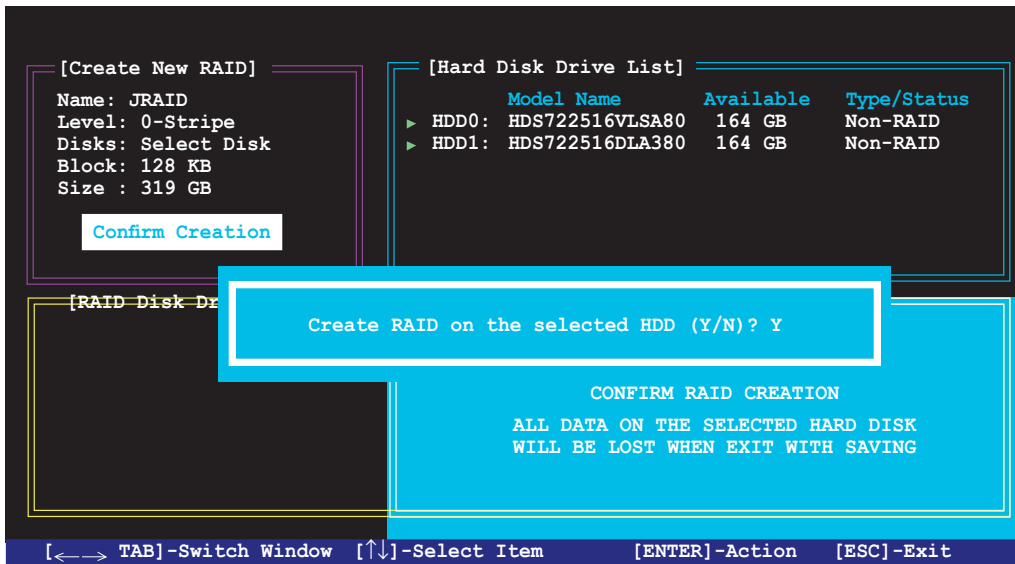 [Create New RAID]
Name: JRAID
Level: 0-Stripe
Disks: Select Disk
Block: 128 KB
Size : 319 GB
Confirm Creation
[Hard Disk Drive List]
Model Name Available Type/Status
▶ HDD0: HDS722516VLSA80 164 GB Non-RAID
▶ HDD1: HDS722516DLA380 164 GB Non-RAID
[RAID Disk Dr
Create RAID on the selected HDD (Y/N)? Y
CONFIRM RAID CREATION
ALL DATA ON THE SELECTED HARD DISK
WILL BE LOST WHEN EXIT WITH SAVING
[←→ TAB]-Switch Window [↑↓]-Select Item [ENTER]-Action [ESC]-Exit